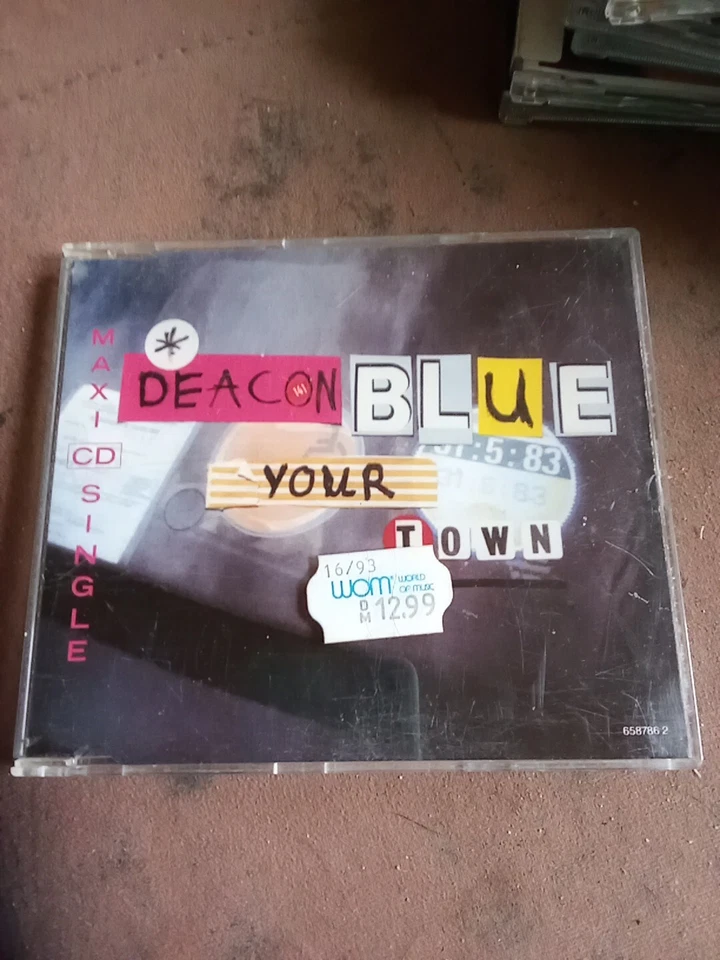 MAXI CD SINGLE
*
DEACON BLUE
141
YOUR
TOWN
5:83
16/93
WOM WORLD OF MUSIC
DM 12.99
658786 2